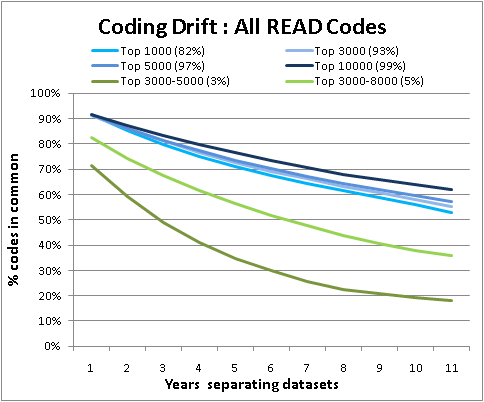 Coding Drift : All READ Codes
Top 1000 (82%) Top 3000 (93%)
Top 5000 (97%) Top 10000 (99%)
Top 3000-5000 (3%) Top 3000-8000 (5%)
100%
90%
80%
70%
60%
50%
40%
30%
20%
10%
0%
% codes in common
1 2 3 4 5 6 7 8 9 10 11
Years separating datasets